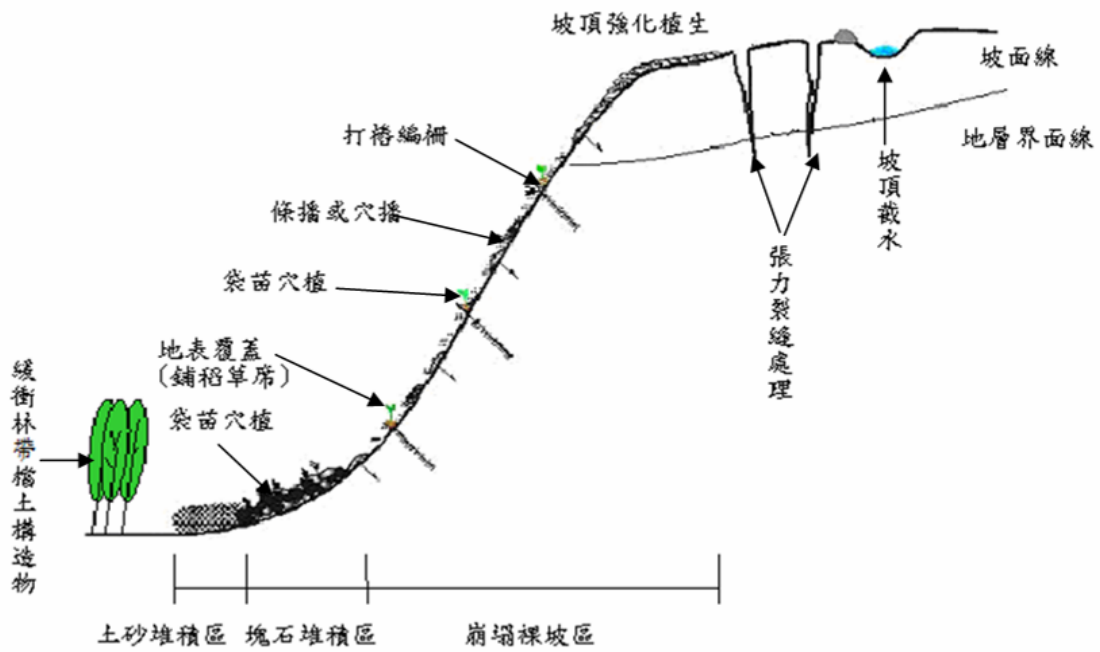 坡頂強化植生
坡面線
打樁編柵
地層界面線
坡頂截水
條播或穴播
張力裂縫處理
袋苗穴植
地表覆蓋
(鋪稻草席)
袋苗穴植
緩衝林帶檔土構造物
土砂堆積區
塊石堆積區
崩塌裸坡區